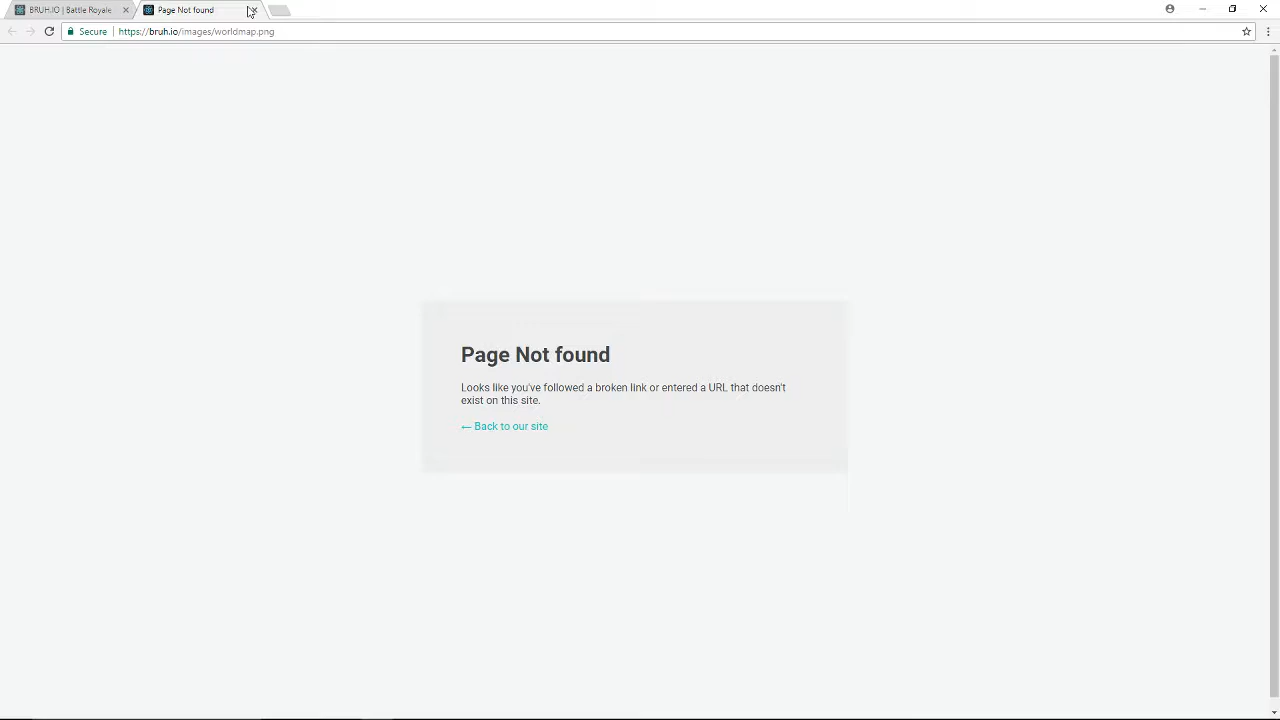 BRUH.IO | Battle Royale
Page Not found
Secure
https://bruh.io/images/worldmap.png
Page Not found
Looks like you've followed a broken link or entered a URL that doesn't
exist on this site.
← Back to our site